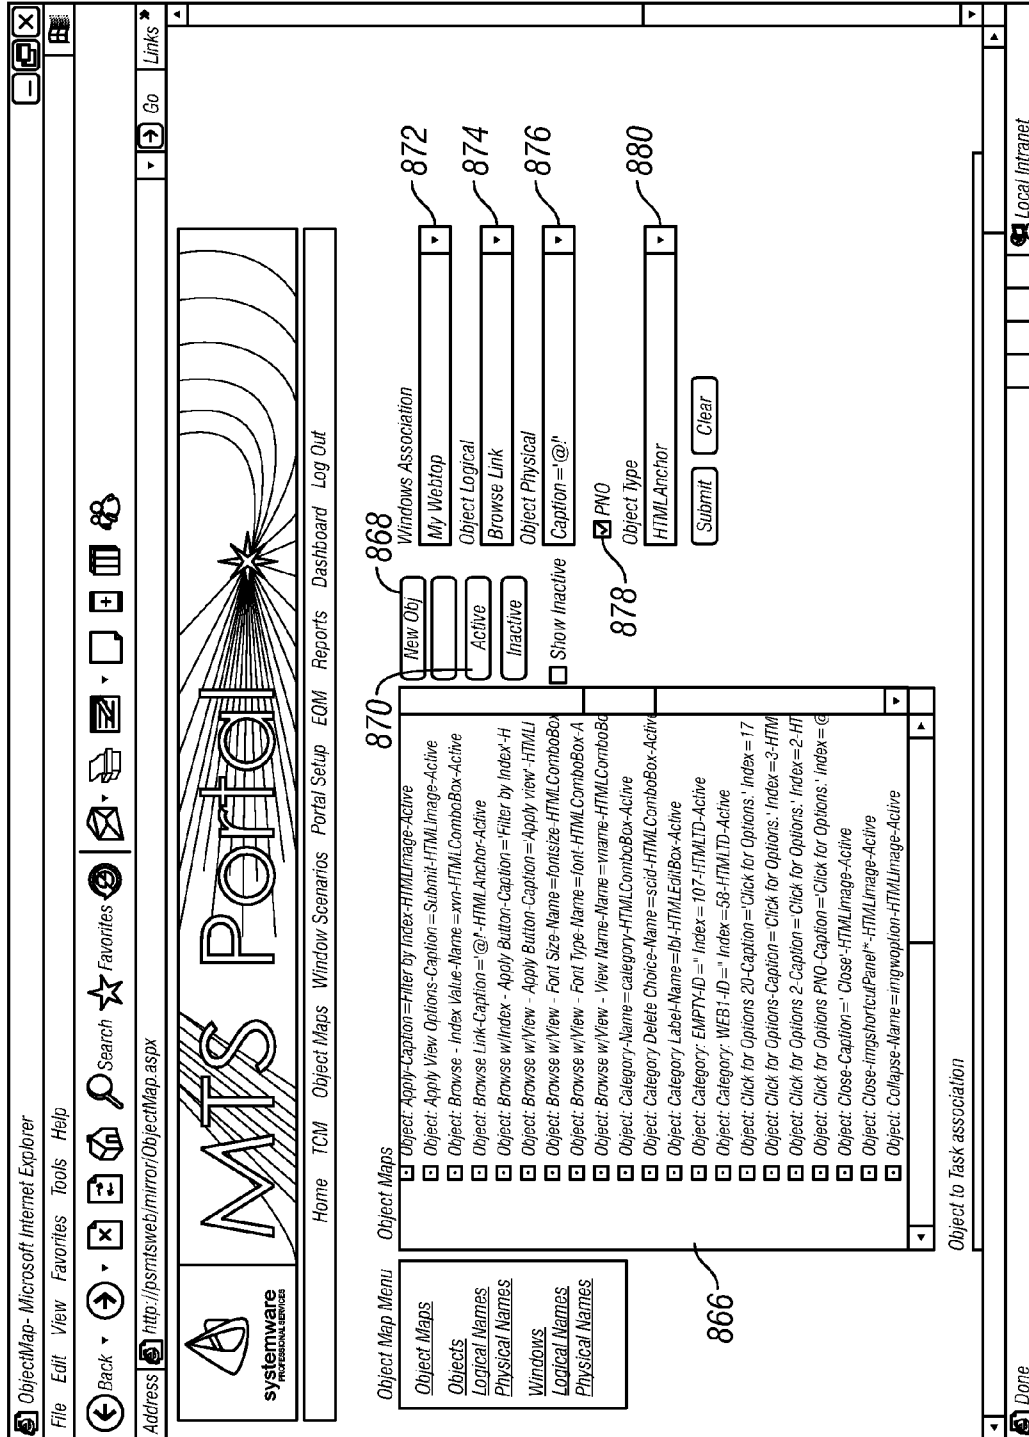 ObjectMap- Microsoft Internet Explorer
File Edit View Favorites Tools Help
Back Search Favorites
Address http://psmtsweb/mirror/ObjectMap.aspx Go Links »
systemware
PROFESSIONAL SERVICES
MTS Portal
Home TCM Object Maps Window Scenarios Portal Setup EQM Reports Dashboard Log Out
Object Map Menu
Object Maps
Objects
Logical Names
Physical Names
Windows
Logical Names
Physical Names
Object Maps
Object: Apply-Caption=Filter by Index-HTMLImage-Active
Object: Apply View Options-Caption=Submit-HTMLImage-Active
Object: Browse - Index Value-Name=xvn-HTMLComboBox-Active
Object: Browse Link-Caption='@!'-HTMLAnchor-Active
Object: Browse w/Index - Apply Button-Caption='Filter by Index'-H
Object: Browse w/View - Apply Button-Caption='Apply view'-HTMLI
Object: Browse w/View - Font Size-Name=fontsize-HTMLComboBox
Object: Browse w/View - Font Type-Name=font-HTMLComboBox-A
Object: Browse w/View - View Name-Name=vname-HTMLComboBo
Object: Category-Name=category-HTMLComboBox-Active
Object: Category Delete Choice-Name=scid-HTMLComboBox-Active
Object: Category Label-Name=lbl-HTMLEditBox-Active
Object: Category: EMPTY-ID='' Index=107-HTMLTD-Active
Object: Category: WEB1-ID='' Index=58-HTMLTD-Active
Object: Click for Options 20-Caption='Click for Options.' Index=17
Object: Click for Options-Caption='Click for Options.' Index=3-HTM
Object: Click for Options 2-Caption='Click for Options.' Index=2-HT
Object: Click for Options PNO-Caption='Click for Options.' Index=@
Object: Close-Caption=' Close'-HTMLImage-Active
Object: Close-imgshortcutPanel*-HTMLImage-Active
Object: Collapse-Name=imgwoplion-HTMLImage-Active
866
870
868
New Obj
Active
Inactive
Show Inactive
Windows Association
My Webtop
872
Object Logical
Browse Link
874
Object Physical
Caption='@!'
876
878
PNO
Object Type
HTMLAnchor
880
Submit Clear
Object to Task association
Done Local Intranet